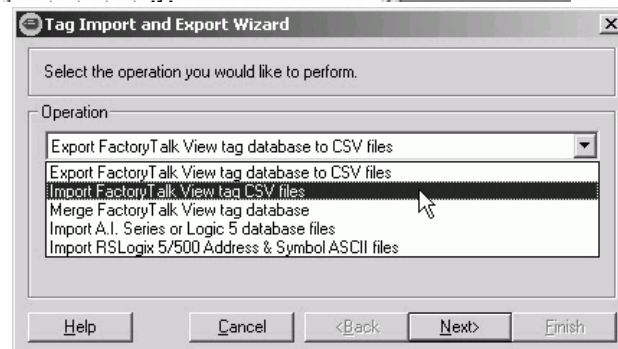 Tag Import and Export Wizard
Select the operation you would like to perform.
Operation
Export FactoryTalk View tag database to CSV files
Export FactoryTalk View tag database to CSV files
Import FactoryTalk View tag CSV files
Merge FactoryTalk View tag database
Import A.I. Series or Logic 5 database files
Import RSLogix 5/500 Address & Symbol ASCII files
Help Cancel <Back Next> Finish